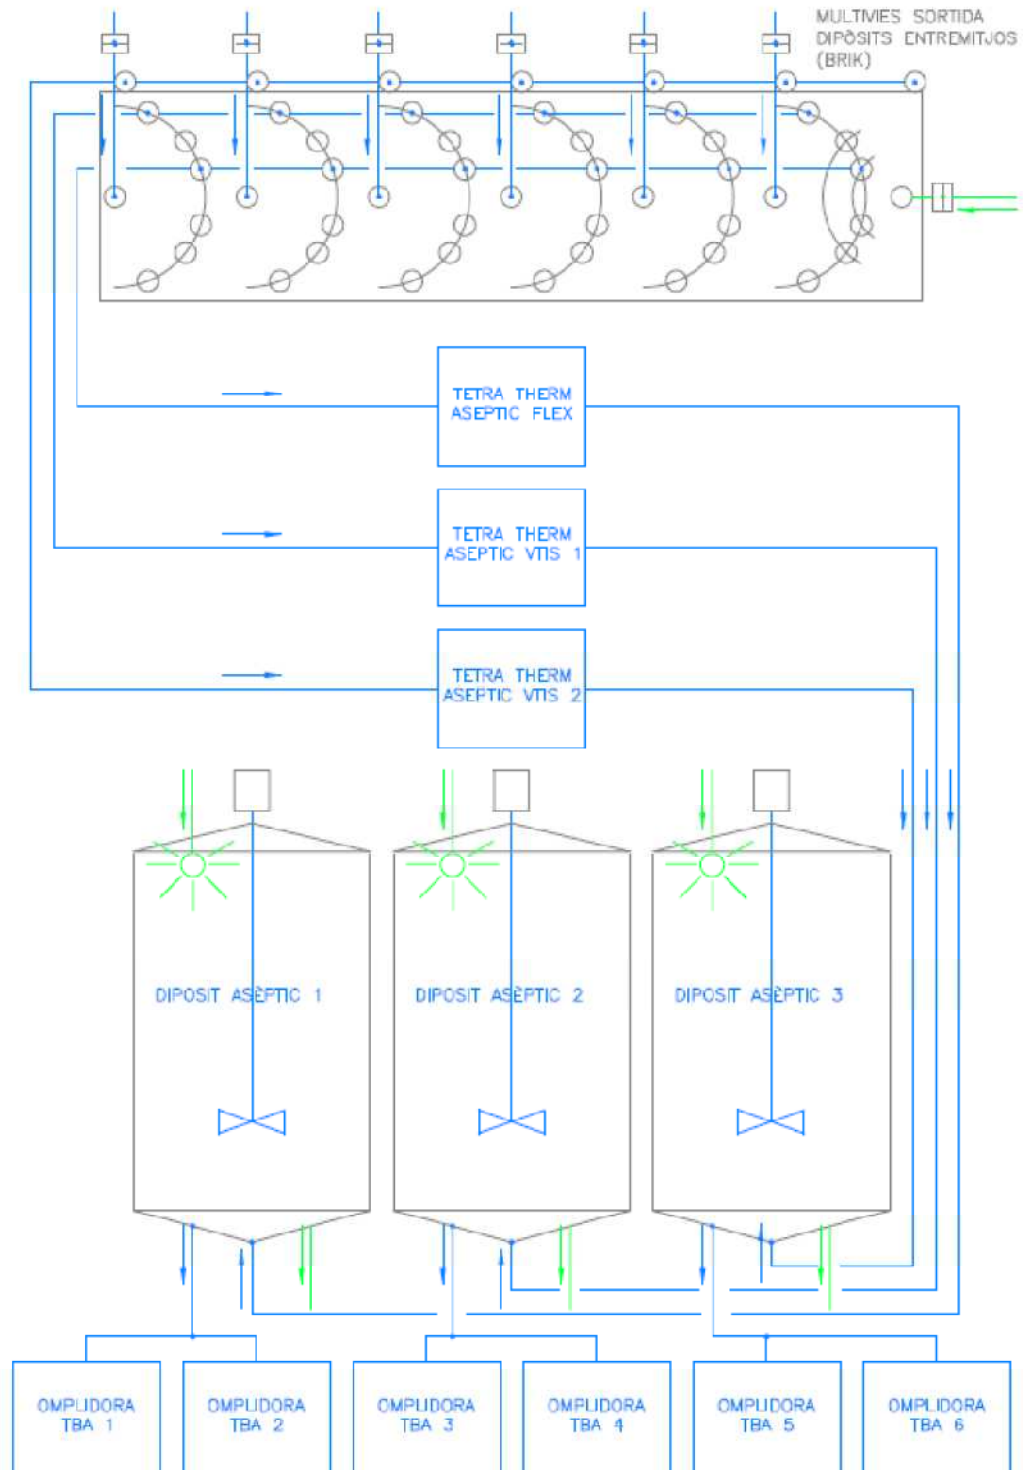 MULTIVIES SORTIDA
DIPÒSITS ENTREMITJOS
(BRIK)
TETRA THERM
ASEPTIC FLEX
TETRA THERM
ASEPTIC VTIS 1
TETRA THERM
ASEPTIC VTIS 2
DIPOSIT ASÈPTIC 1
DIPOSIT ASÈPTIC 2
DIPOSIT ASÈPTIC 3
OMPLIDORA
TBA 1
OMPLIDORA
TBA 2
OMPLIDORA
TBA 3
OMPLIDORA
TBA 4
OMPLIDORA
TBA 5
OMPLIDORA
TBA 6